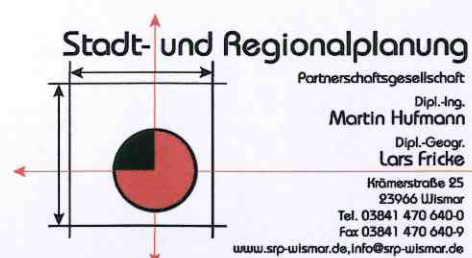 Stadt- und Regionalplanung
Partnerschaftsgesellschaft
Dipl.-Ing.
Martin Hufmann
Dipl.-Geogr.
Lars Fricke
Krämerstraße 25
23966 Wismar
Tel. 03841 470 640-0
Fax 03841 470 640-9
www.srp-wismar.de,info@srp-wismar.de